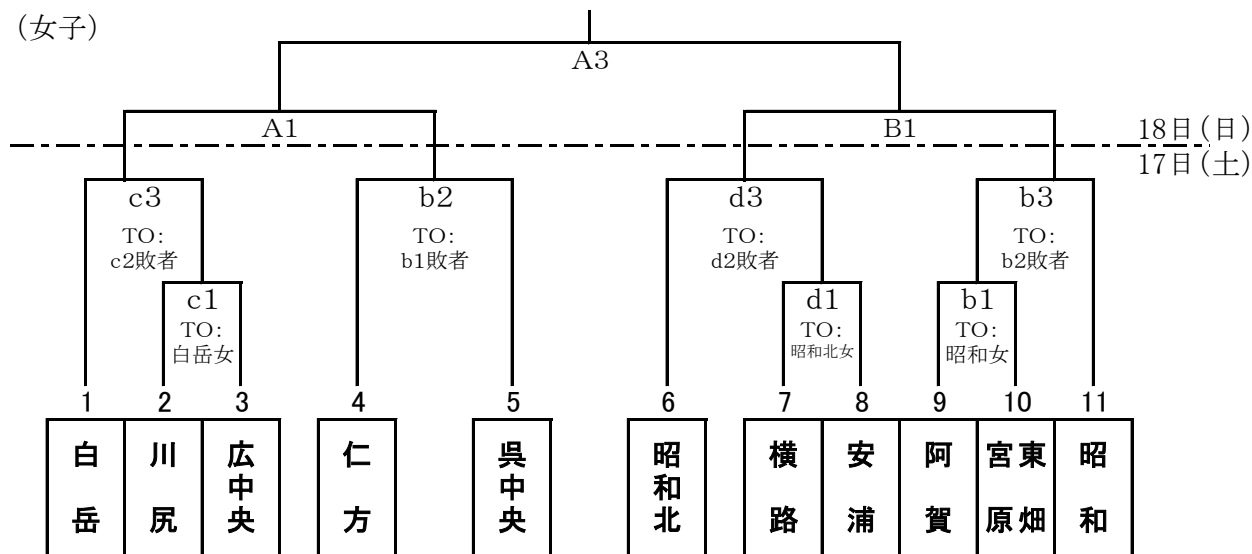 (女子)
A3
A1
B1
18日(日)
17日(土)
c3
b2
d3
b3
TO:
c2敗者
TO:
b1敗者
TO:
d2敗者
TO:
b2敗者
c1
d1
b1
TO:
白岳女
TO:
昭和北女
TO:
昭和女
1 2 3 4 5 6 7 8 9 10 11
白岳
川尻
広中央
仁方
呉中央
昭和北
横路
安浦
阿賀
東畑
宮原
昭和